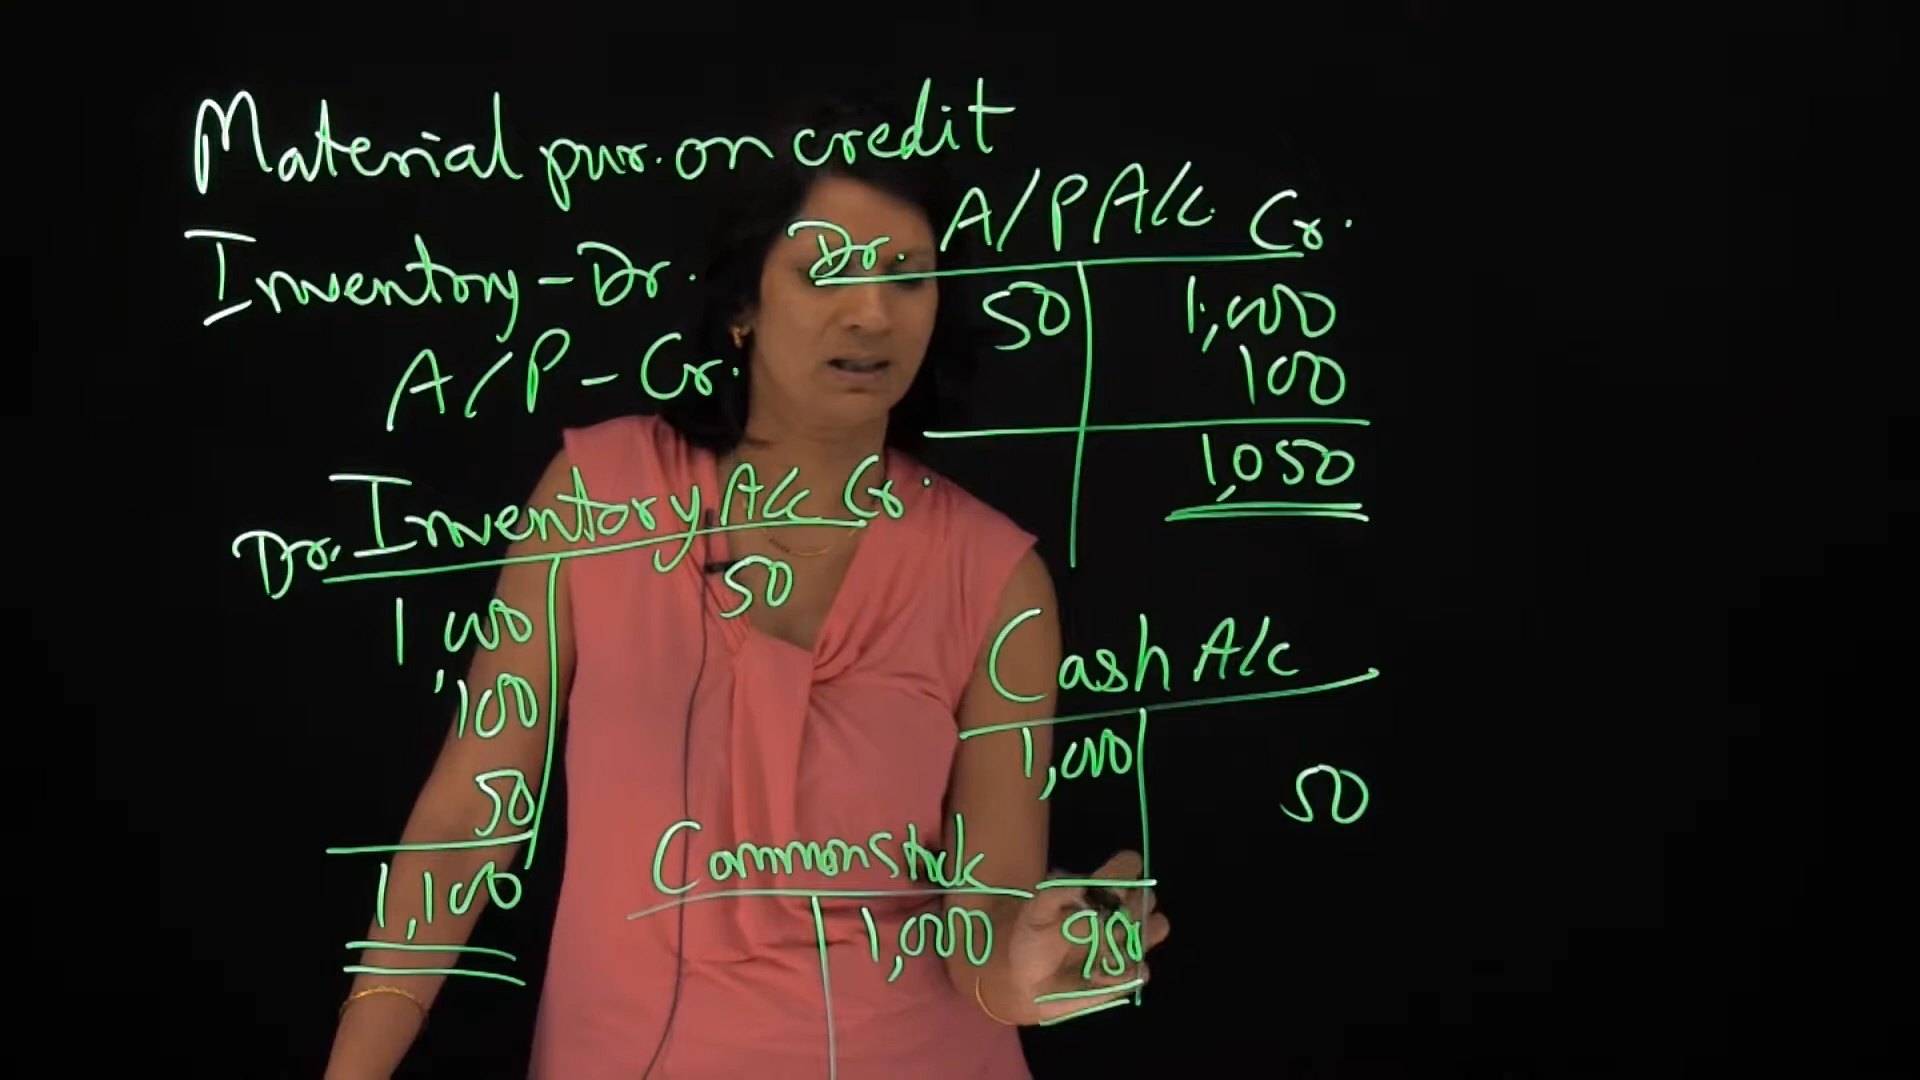 Material pur. on credit
Inventory - Dr.
A/P - Cr.
Dr. A/P A/c. Cr.
50 1,000
100
1,050
Dr. Inventory A/c Cr.
1,000 50
100
50
1,100
Cash A/c
1,000 50
950
Common Stock
1,000